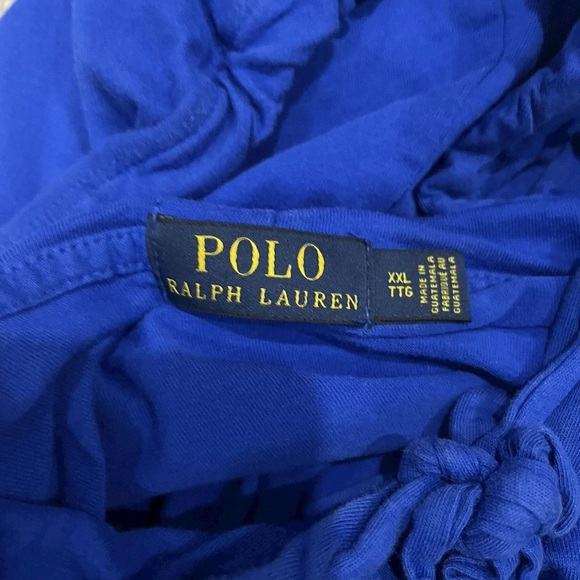 POLO
RALPH LAUREN
XXL
TTG
MADE IN
GUATEMALA
FABRIQUÉ AU
GUATEMALA